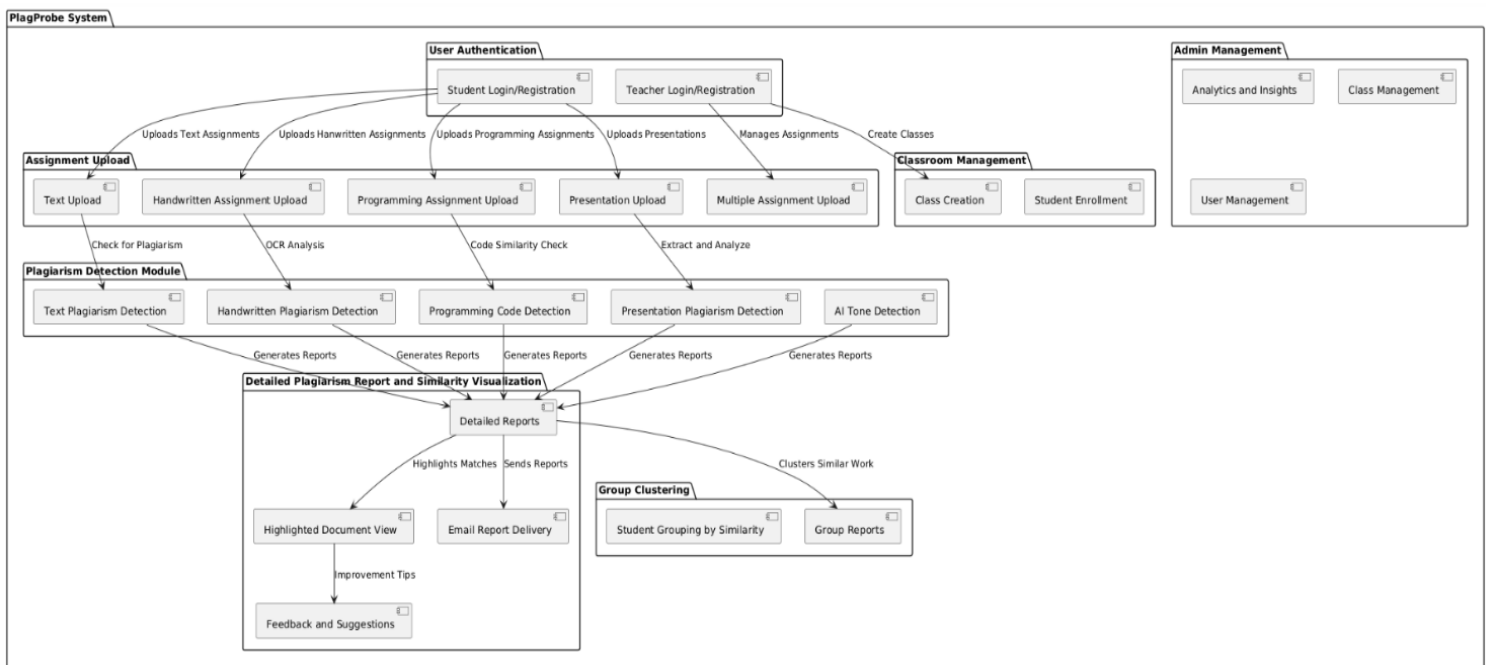 PlagProbe System
User Authentication
Admin Management
Student Login/Registration
Teacher Login/Registration
Analytics and Insights
Class Management
Uploads Text Assignments
Uploads Hanwritten Assignments
Uploads Programming Assignments
Uploads Presentations
Manages Assignments
Create Classes
Assignment Upload
Classroom Management
Text Upload
Handwritten Assignment Upload
Programming Assignment Upload
Presentation Upload
Multiple Assignment Upload
Class Creation
Student Enrollment
User Management
Check for Plagiarism
OCR Analysis
Code Similarity Check
Extract and Analyze
Plagiarism Detection Module
Text Plagiarism Detection
Handwritten Plagiarism Detection
Programming Code Detection
Presentation Plagiarism Detection
AI Tone Detection
Generates Reports
Generates Reports
Generates Reports
Generates Reports
Generates Reports
Detailed Plagiarism Report and Similarity Visualization
Detailed Reports
Highlights Matches
Sends Reports
Clusters Similar Work
Group Clustering
Highlighted Document View
Email Report Delivery
Student Grouping by Similarity
Group Reports
Improvement Tips
Feedback and Suggestions